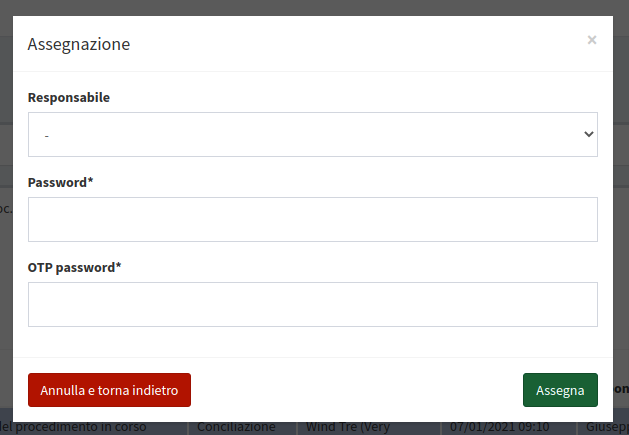 Assegnazione
×
Responsabile
-
Password*
OTP password*
Annulla e torna indietro
Assegna
del procedimento in corso Conciliazione Wind Tre (Very 07/01/2021 09:10